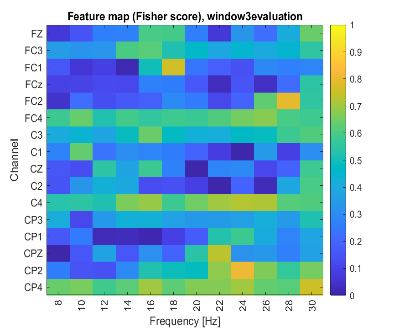 Feature map (Fisher score), window3evaluation
FZ
FC3
FC1
FCz
FC2
FC4
C3
C1
CZ
C2
C4
CP3
CP1
CPZ
CP2
CP4
Channel
8 10 12 14 16 18 20 22 24 26 28 30
Frequency [Hz]
1
0.9
0.8
0.7
0.6
0.5
0.4
0.3
0.2
0.1
0